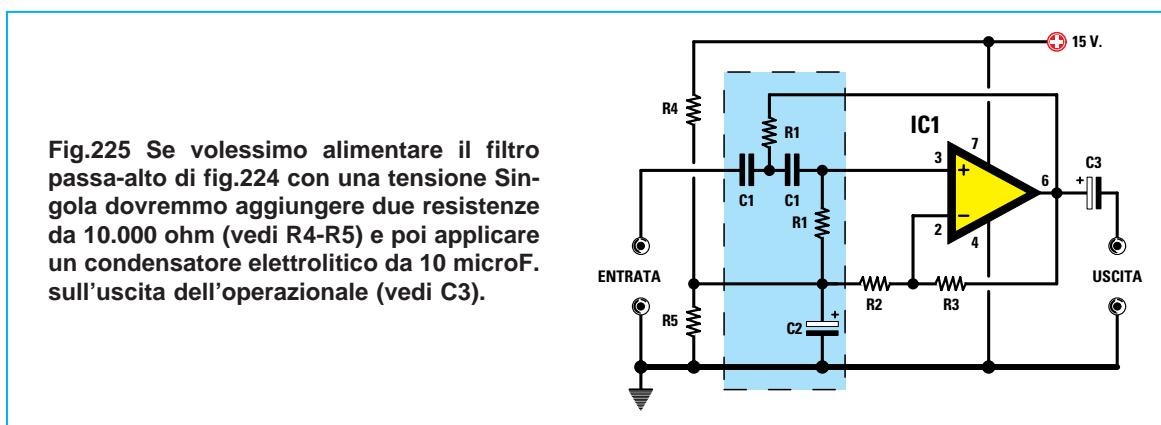 Fig.225 Se volessimo alimentare il filtro
passa-alto di fig.224 con una tensione Sin-
gola dovremmo aggiungere due resistenze
da 10.000 ohm (vedi R4-R5) e poi applicare
un condensatore elettrolitico da 10 microF.
sull'uscita dell'operazionale (vedi C3).
15 V.
R4
R1
IC1
7
3
C3
+
C1
C1
+
6
R1
−
2
4
ENTRATA
R2
R3
USCITA
R5
C2
+